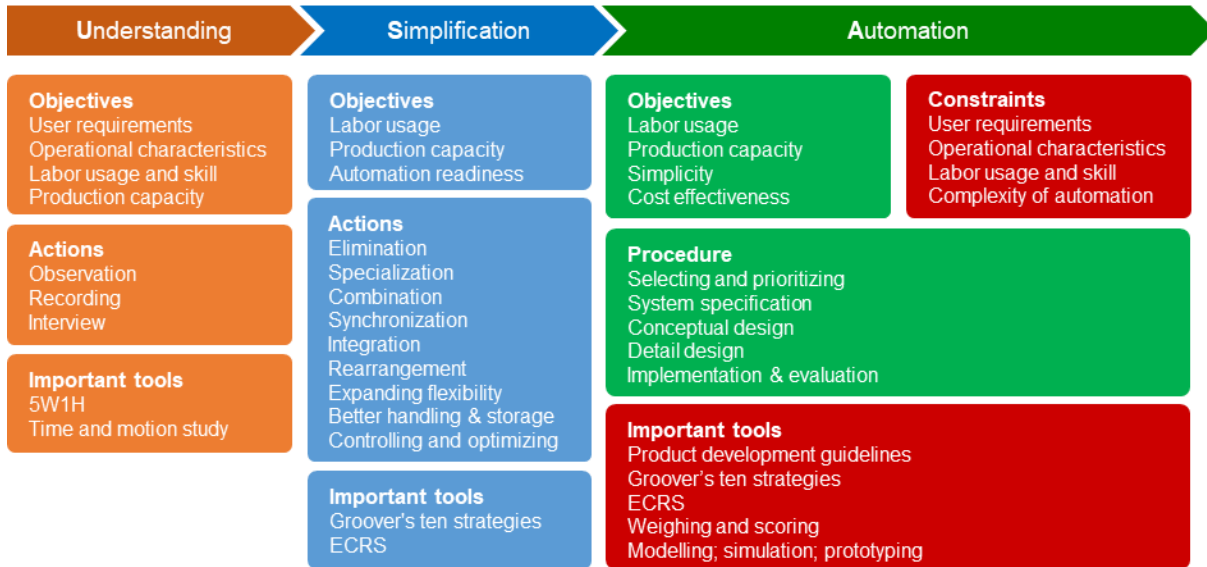 Understanding
Simplification
Automation
Objectives
User requirements
Operational characteristics
Labor usage and skill
Production capacity
Actions
Observation
Recording
Interview
Important tools
5W1H
Time and motion study
Objectives
Labor usage
Production capacity
Automation readiness
Actions
Elimination
Specialization
Combination
Synchronization
Integration
Rearrangement
Expanding flexibility
Better handling & storage
Controlling and optimizing
Important tools
Groover's ten strategies
ECRS
Objectives
Labor usage
Production capacity
Simplicity
Cost effectiveness
Constraints
User requirements
Operational characteristics
Labor usage and skill
Complexity of automation
Procedure
Selecting and prioritizing
System specification
Conceptual design
Detail design
Implementation & evaluation
Important tools
Product development guidelines
Groover’s ten strategies
ECRS
Weighing and scoring
Modelling; simulation; prototyping